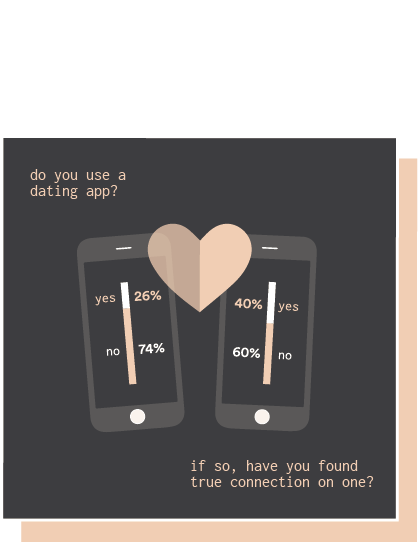 do you use a
dating app?
yes 26%
no 74%
40% yes
60% no
if so, have you found
true connection on one?